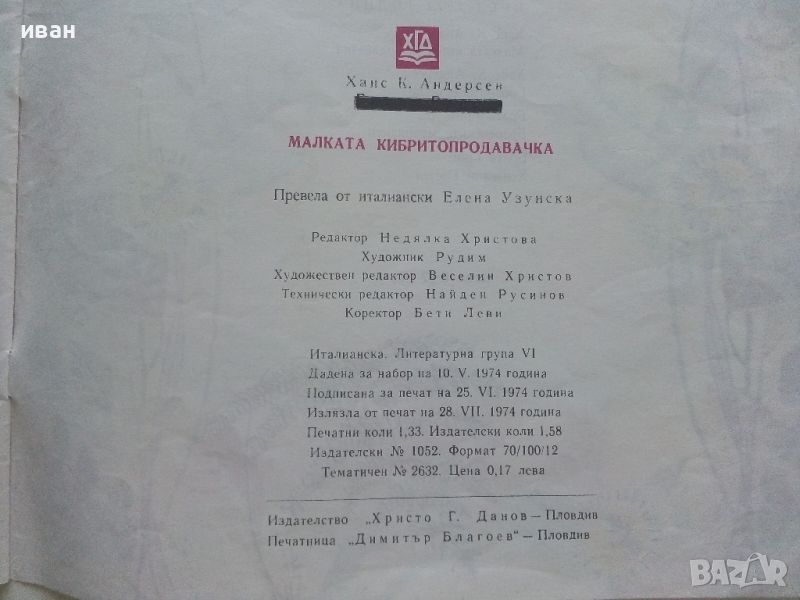 иван
ХГД
Ханс К. Андерсен
МАЛКАТА КИБРИТОПРОДАВАЧКА
Превела от италиански Елена Узунска
Редактор Недялка Христова
Художник Рудим
Художествен редактор Веселин Христов
Технически редактор Найден Русинов
Коректор Бети Леви
Италианска. Литературна група VI
Дадена за набор на 10. V. 1974 година
Подписана за печат на 25. VI. 1974 година
Излязла от печат на 28. VII. 1974 година
Печатни коли 1,33. Издателски коли 1,58
Издателски № 1052. Формат 70/100/12
Тематичен № 2632. Цена 0,17 лева
Издателство „Христо Г. Данов — Пловдив
Печатница „Димитър Благоев“ — Пловдив
BAZAR